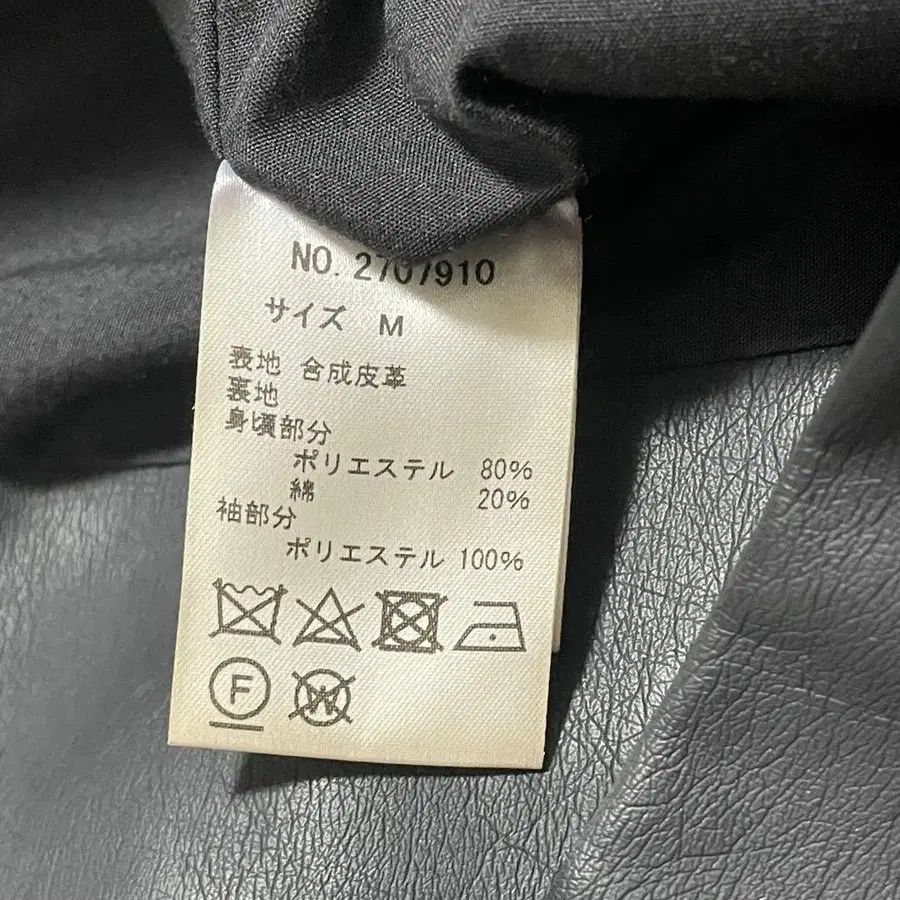 NO. 2707910
サイズ M
表地 合成皮革
裏地
身頃部分
ポリエステル 80%
綿 20%
袖部分
ポリエステル 100%
F
W